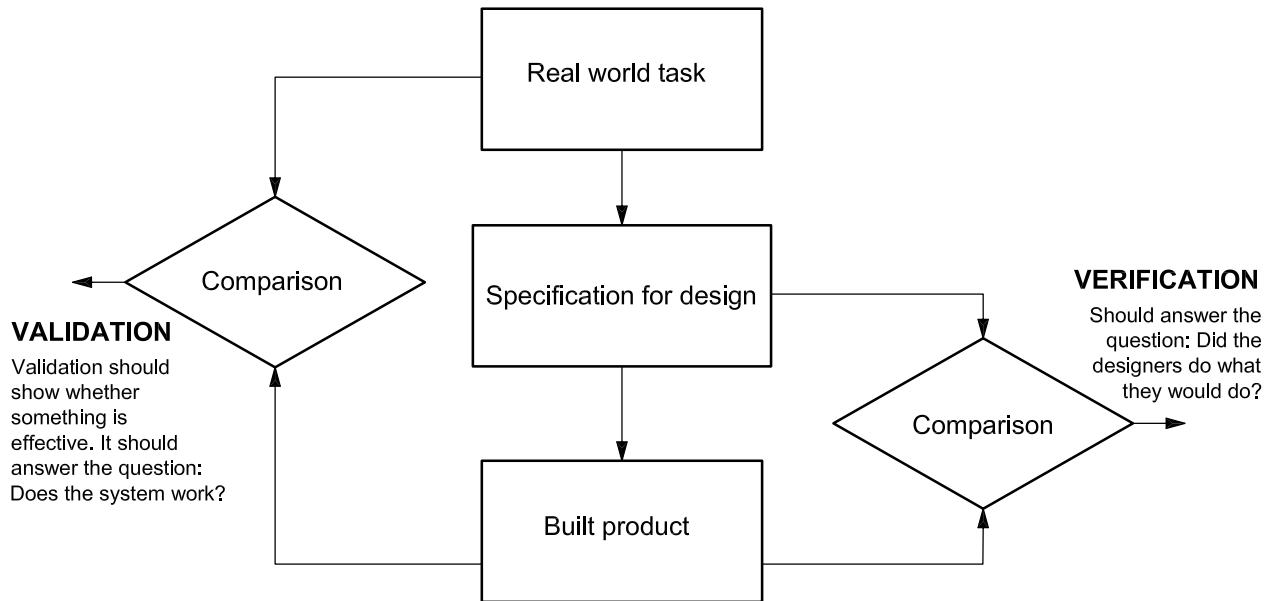 Real world task
Comparison
Specification for design
VALIDATION
Validation should
show whether
something is
effective. It should
answer the question:
Does the system work?
VERIFICATION
Should answer the
question: Did the
designers do what
they would do?
Comparison
Built product